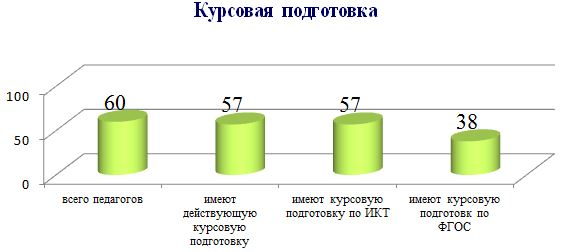 Курсовая подготовка
60
57
57
38
100
50
0
всего педагогов
имеют
действующую
курсовую
подготовку
имеют курсовую
подготовку по ИКТ
имеют курсовую
подготовк по
ФГОС